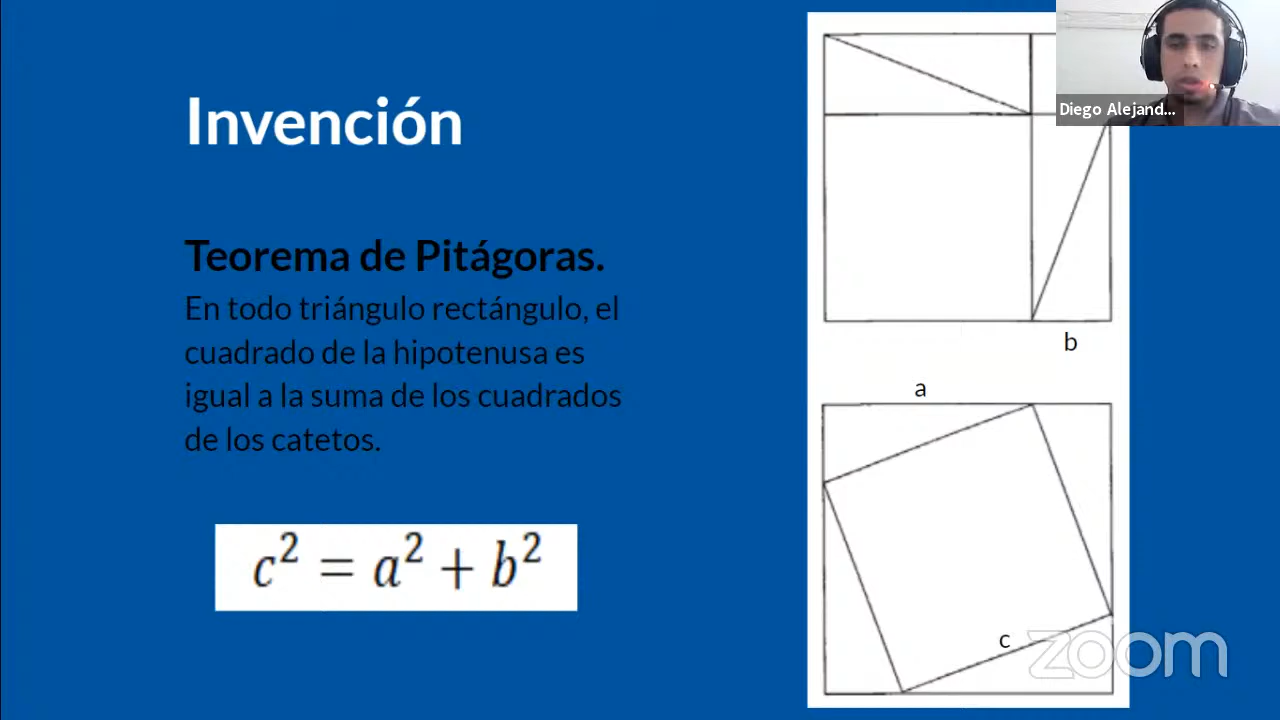 Invención
Teorema de Pitágoras.
En todo triángulo rectángulo, el
cuadrado de la hipotenusa es
igual a la suma de los cuadrados
de los catetos.
c² = a² + b²
b
a
c
Diego Alejand...
zoom